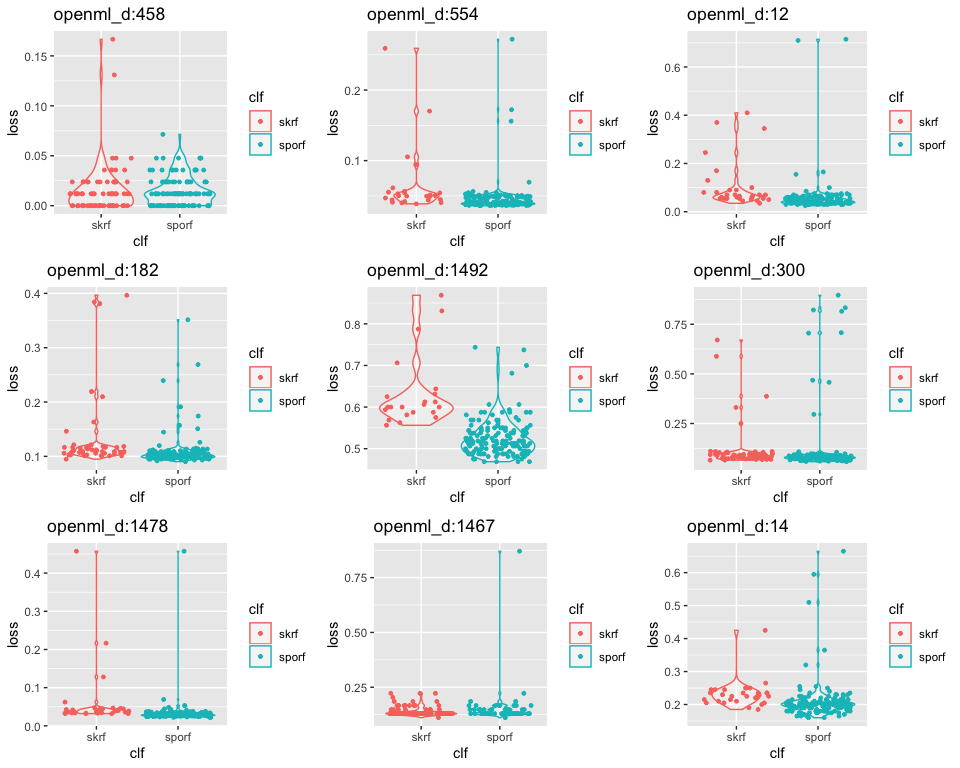 openml_d:458
loss
0.15
0.10
0.05
0.00
skrf
sporf
clf
clf
skrf
sporf
openml_d:554
loss
0.2
0.1
skrf
sporf
clf
clf
skrf
sporf
openml_d:12
loss
0.6
0.4
0.2
0.0
skrf
sporf
clf
clf
skrf
sporf
openml_d:182
loss
0.4
0.3
0.2
0.1
skrf
sporf
clf
clf
skrf
sporf
openml_d:1492
loss
0.8
0.7
0.6
0.5
skrf
sporf
clf
clf
skrf
sporf
openml_d:300
loss
0.75
0.50
0.25
skrf
sporf
clf
clf
skrf
sporf
openml_d:1478
loss
0.4
0.3
0.2
0.1
0.0
skrf
sporf
clf
clf
skrf
sporf
openml_d:1467
loss
0.75
0.50
0.25
skrf
sporf
clf
clf
skrf
sporf
openml_d:14
loss
0.6
0.5
0.4
0.3
0.2
skrf
sporf
clf
clf
skrf
sporf